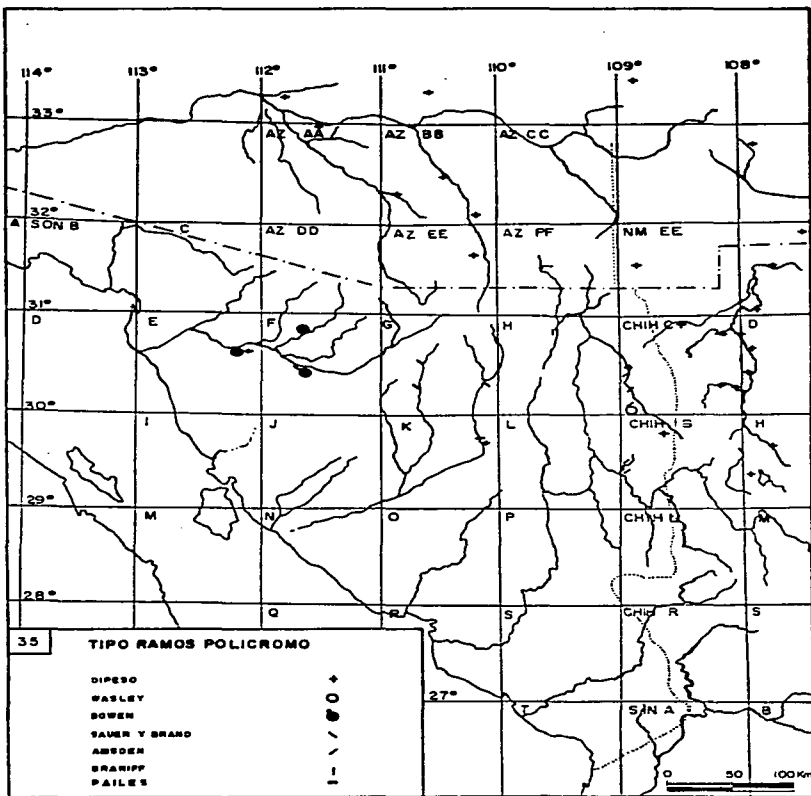 114° 113° 112° 111° 110° 109° 108°
33°
AZ AA AZ BB AZ CC
32°
A SON B C AZ DD AZ EE AZ FF NM EE
31°
D E F G H I CHIH C D
30°
I J K L CHIH G H
29°
M N O P CHIH L M
28°
Q R S CHIH R S
35 TIPO RAMOS POLICROMO
DIPESO
WASLEY
BOWEN
SAUER Y BRAND
AMSDEN
BRANIFF
PAILES
27°
T SIN A B
0 50 100 Km